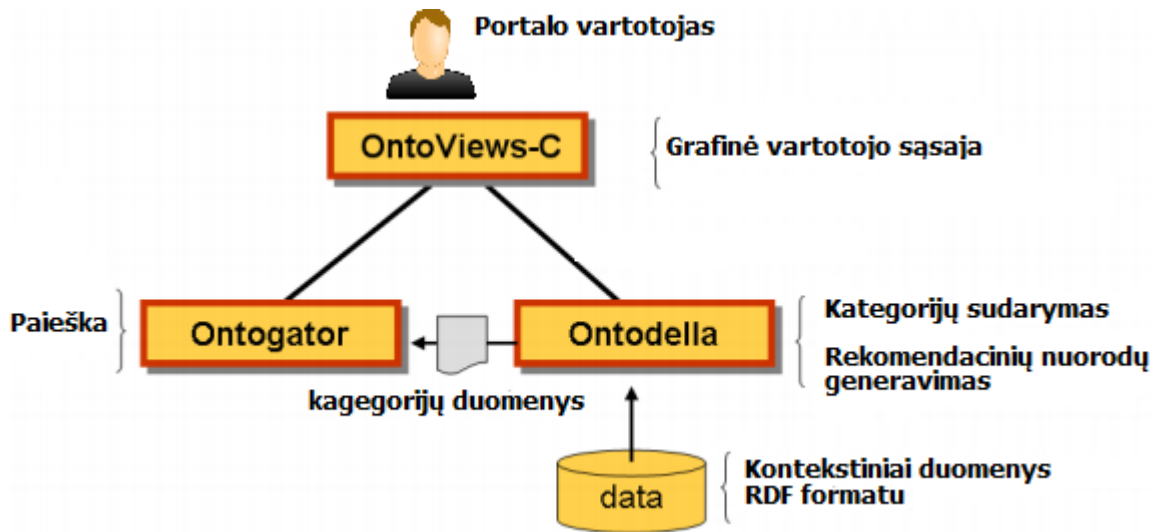 Portalo vartotojas
OntoViews-C
Grafinė vartotojo sąsaja
Paieška
Ontogator
Ontodella
Kategorijų sudarymas
Rekomendacinių nuorodų
generavimas
kagegorijų duomenys
data
Kontekstiniai duomenys
RDF formatu